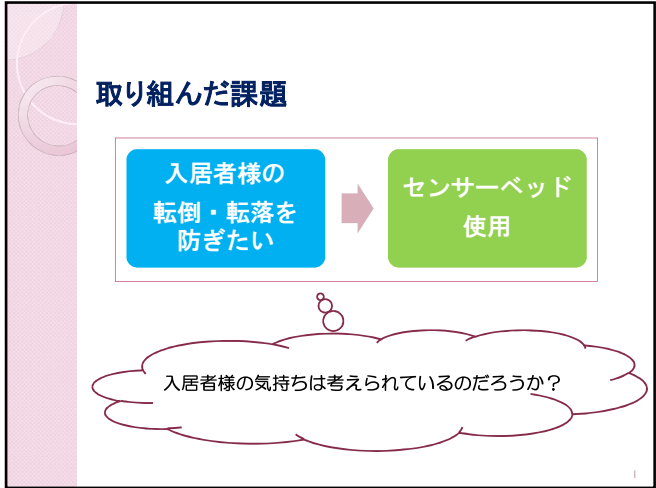 取り組んだ課題
入居者様の
転倒・転落を
防ぎたい
センサーベッド
使用
入居者様の気持ちは考えられているのだろうか？
1